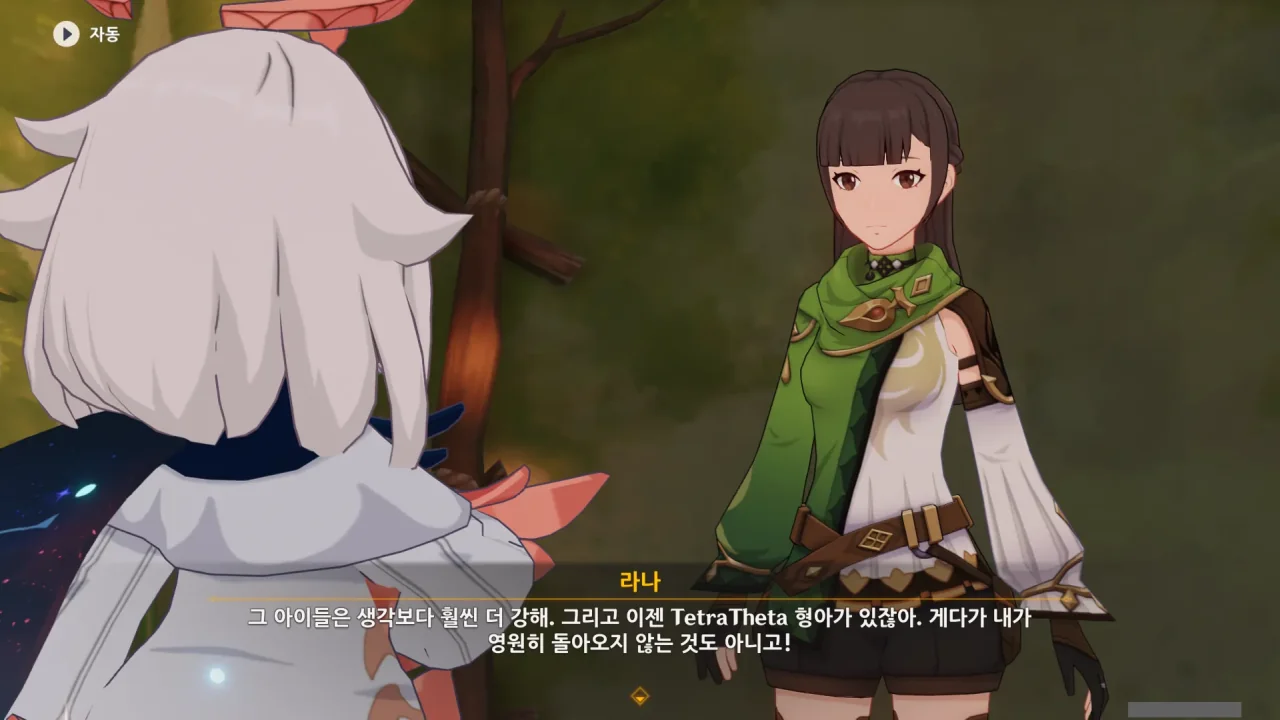 자동
라나
그 아이들은 생각보다 훨씬 더 강해. 그리고 이젠 TetraTheta 형아가 있잖아. 게다가 내가
영원히 돌아오지 않는 것도 아니고!